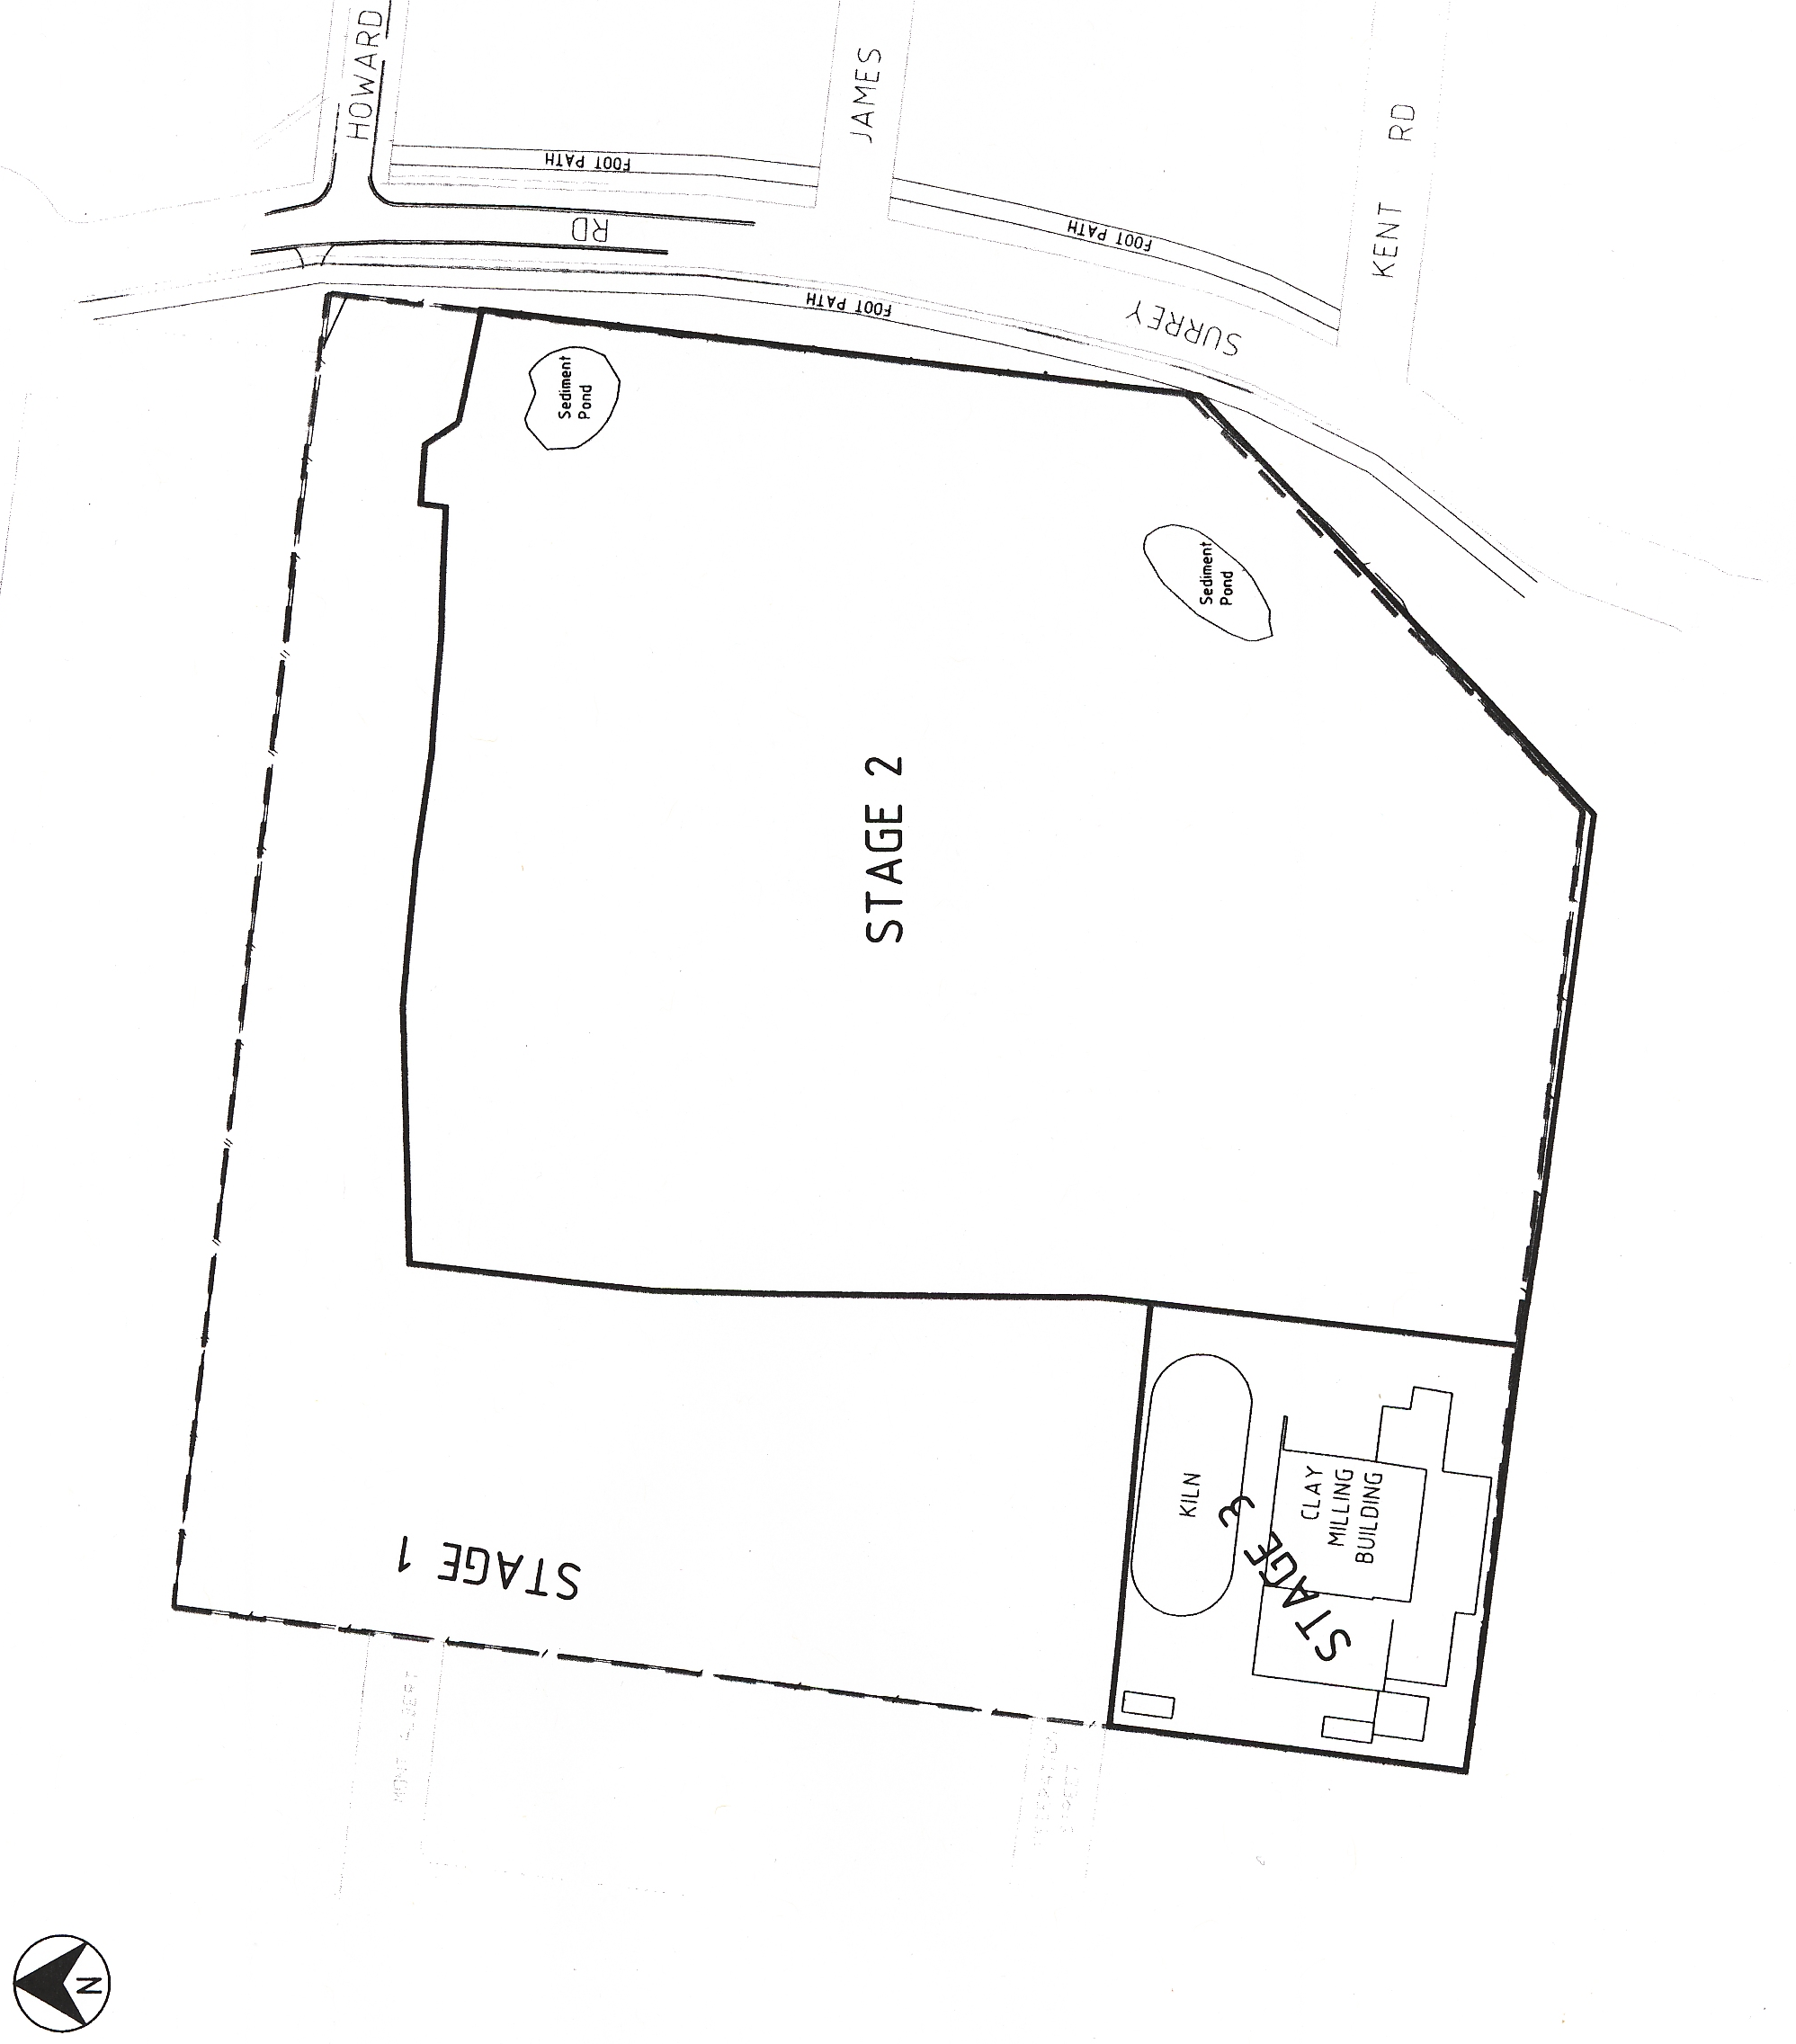 HOWARD
JAMES
KENT RD
FOOT PATH
FOOT PATH
RD
SURREY
FOOT PATH
Sediment
Pond
Sediment
Pond
STAGE 2
STAGE 1
KILN
STAGE 3
CLAY
MILLING
BUILDING
STREET
N